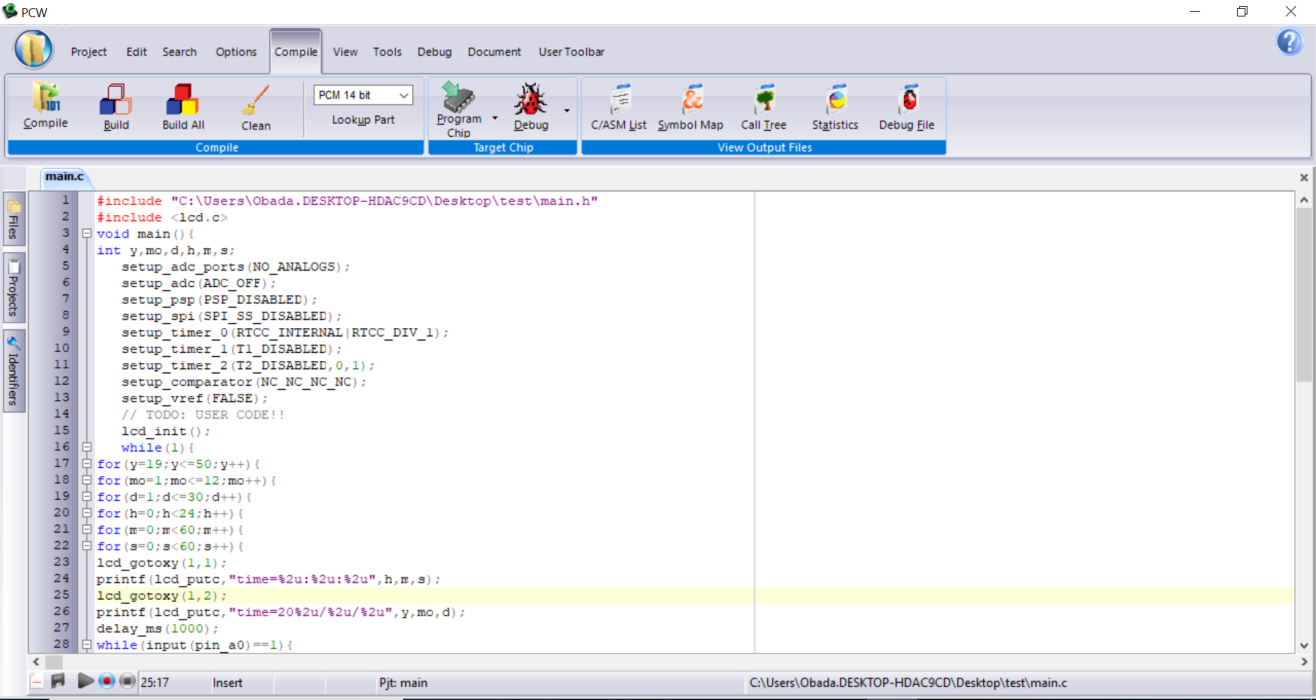 PCW
Project Edit Search Options Compile View Tools Debug Document User Toolbar
Compile Build Build All Clean
PCM 14 bit
Lookup Part
Program Chip Debug
C/ASM List Symbol Map Call Tree Statistics Debug File
Compile Target Chip View Output Files
main.c
Files
Projects
Identifiers
1 #include "C:\Users\Obada.DESKTOP-HDAC9CD\Desktop\test\main.h"
2 #include <lcd.c>
3 void main(){
4 int y,mo,d,h,m,s;
5 setup_adc_ports(NO_ANALOGS);
6 setup_adc(ADC_OFF);
7 setup_psp(PSP_DISABLED);
8 setup_spi(SPI_SS_DISABLED);
9 setup_timer_0(RTCC_INTERNAL|RTCC_DIV_1);
10 setup_timer_1(T1_DISABLED);
11 setup_timer_2(T2_DISABLED,0,1);
12 setup_comparator(NC_NC_NC_NC);
13 setup_vref(FALSE);
14 // TODO: USER CODE!!
15 lcd_init();
16 while(1){
17 for(y=19;y<=50;y++){
18 for(mo=1;mo<=12;mo++){
19 for(d=1;d<=30;d++){
20 for(h=0;h<24;h++){
21 for(m=0;m<60;m++){
22 for(s=0;s<60;s++){
23 lcd_gotoxy(1,1);
24 printf(lcd_putc,"time=%2u:%2u:%2u",h,m,s);
25 lcd_gotoxy(1,2);
26 printf(lcd_putc,"time=20%2u/%2u/%2u",y,mo,d);
27 delay_ms(1000);
28 while(input(pin_a0)==1){
25:17 Insert Pjt: main C:\Users\Obada.DESKTOP-HDAC9CD\Desktop\test\main.c